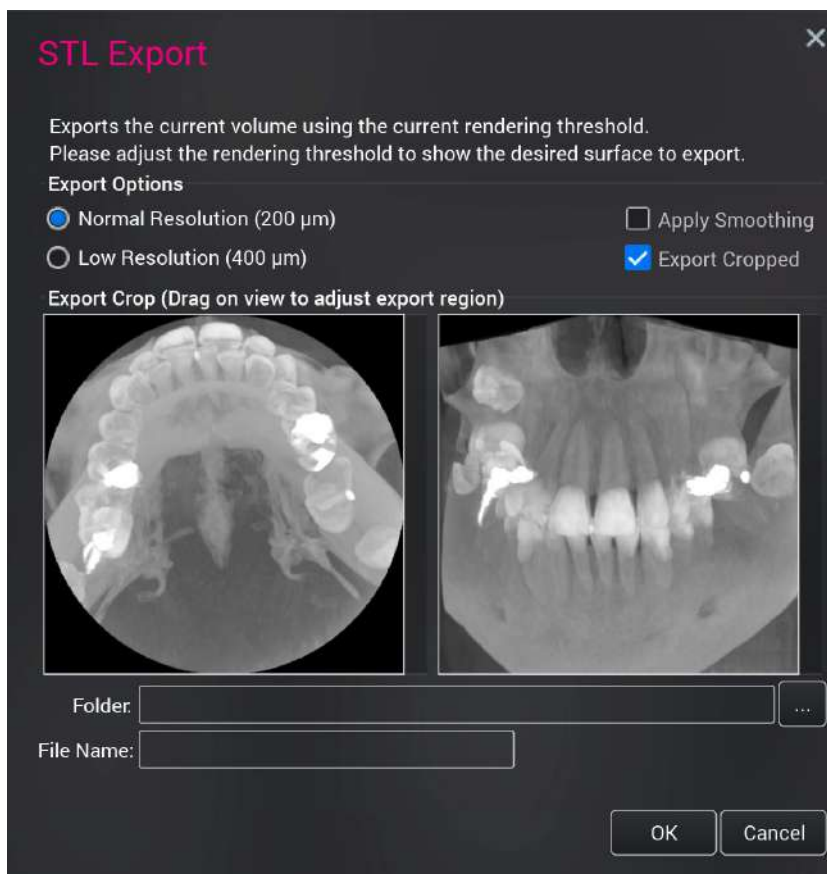 STL Export
Exports the current volume using the current rendering threshold.
Please adjust the rendering threshold to show the desired surface to export.
Export Options
Normal Resolution (200 µm)
Apply Smoothing
Low Resolution (400 µm)
Export Cropped
Export Crop (Drag on view to adjust export region)
Folder:
...
File Name:
OK
Cancel